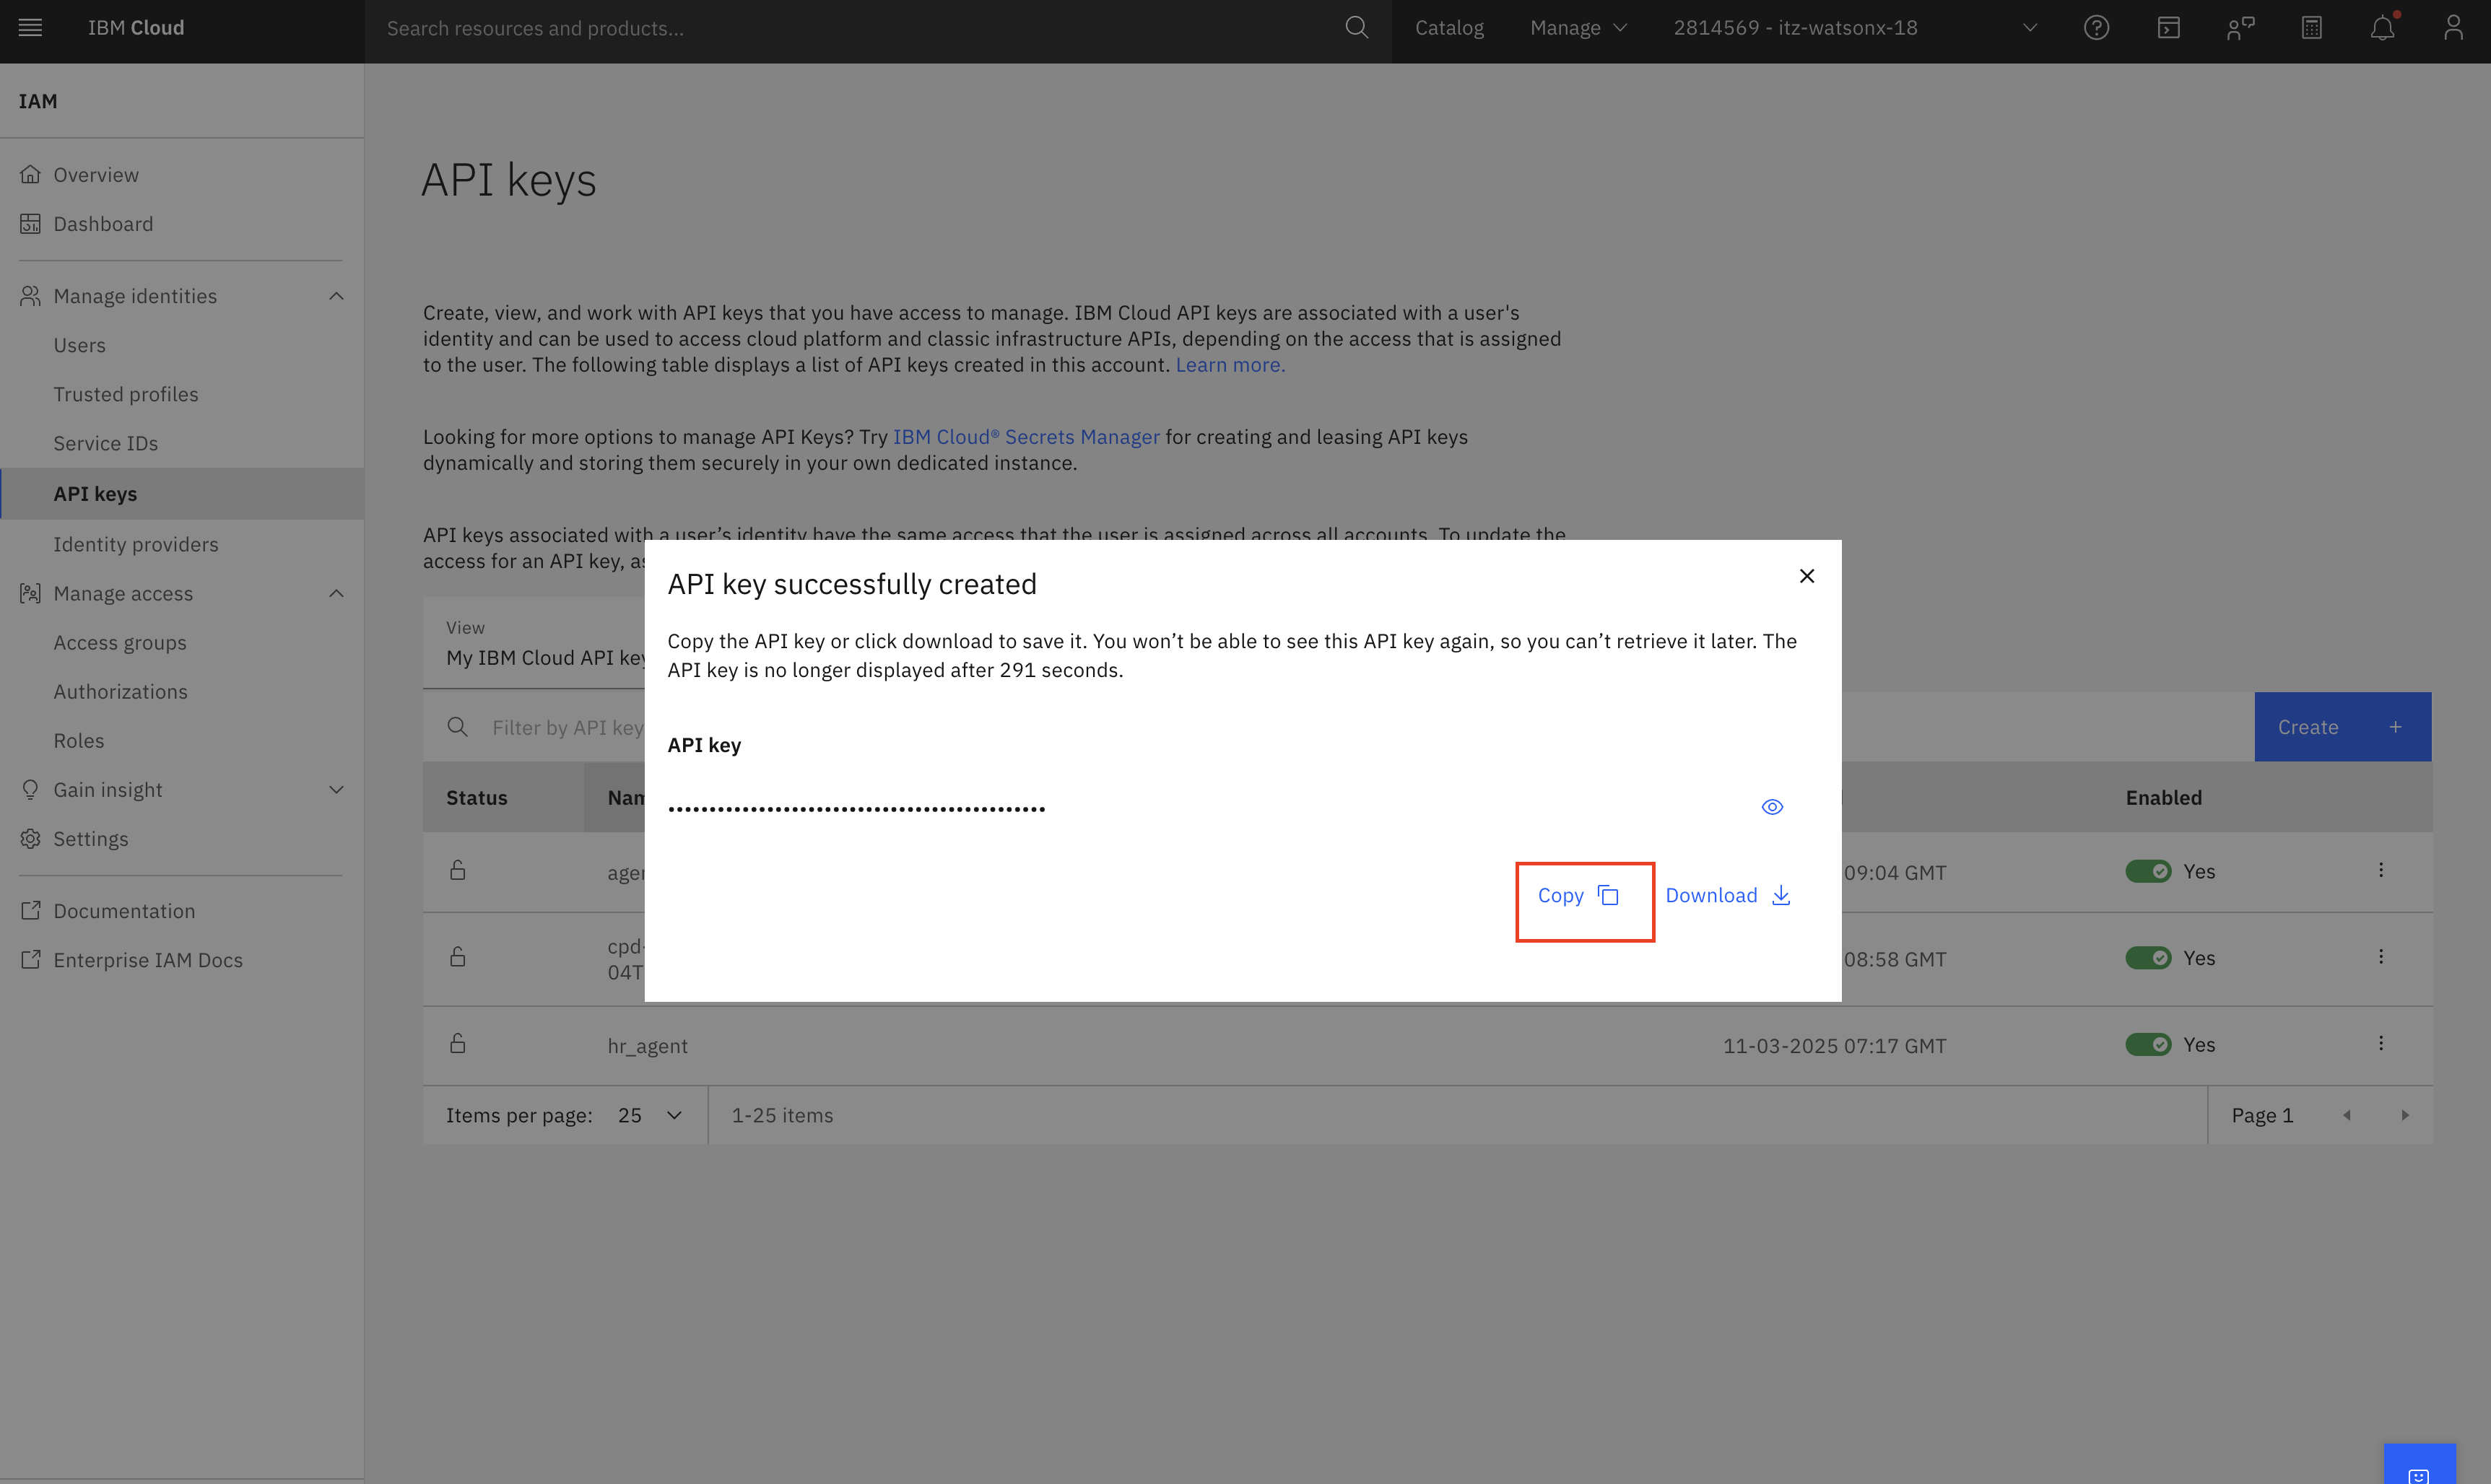 IBM Cloud
Search resources and products...
Catalog
Manage
2814569 - itz-watsonx-18
IAM
Overview
Dashboard
Manage identities
Users
Trusted profiles
Service IDs
API keys
Identity providers
Manage access
Access groups
Authorizations
Roles
Gain insight
Settings
Documentation
Enterprise IAM Docs
API keys
Create, view, and work with API keys that you have access to manage. IBM Cloud API keys are associated with a user's
identity and can be used to access cloud platform and classic infrastructure APIs, depending on the access that is assigned
to the user. The following table displays a list of API keys created in this account. Learn more.
Looking for more options to manage API Keys? Try IBM Cloud® Secrets Manager for creating and leasing API keys
dynamically and storing them securely in your own dedicated instance.
API keys associated with a user’s identity have the same access that the user is assigned across all accounts. To update the
access for an API key,
View
My IBM Cloud API
Filter by API key
Create +
API key successfully created
Copy the API key or click download to save it. You won’t be able to see this API key again, so you can’t retrieve it later. The
API key is no longer displayed after 291 seconds.
API key
••••••••••••••••••••••••••••••••••••••••••••
Copy
Download
Status
Enabled
09:04 GMT
Yes
cpd-
04T
08:58 GMT
Yes
hr_agent
11-03-2025 07:17 GMT
Yes
Items per page: 25
1-25 items
Page 1